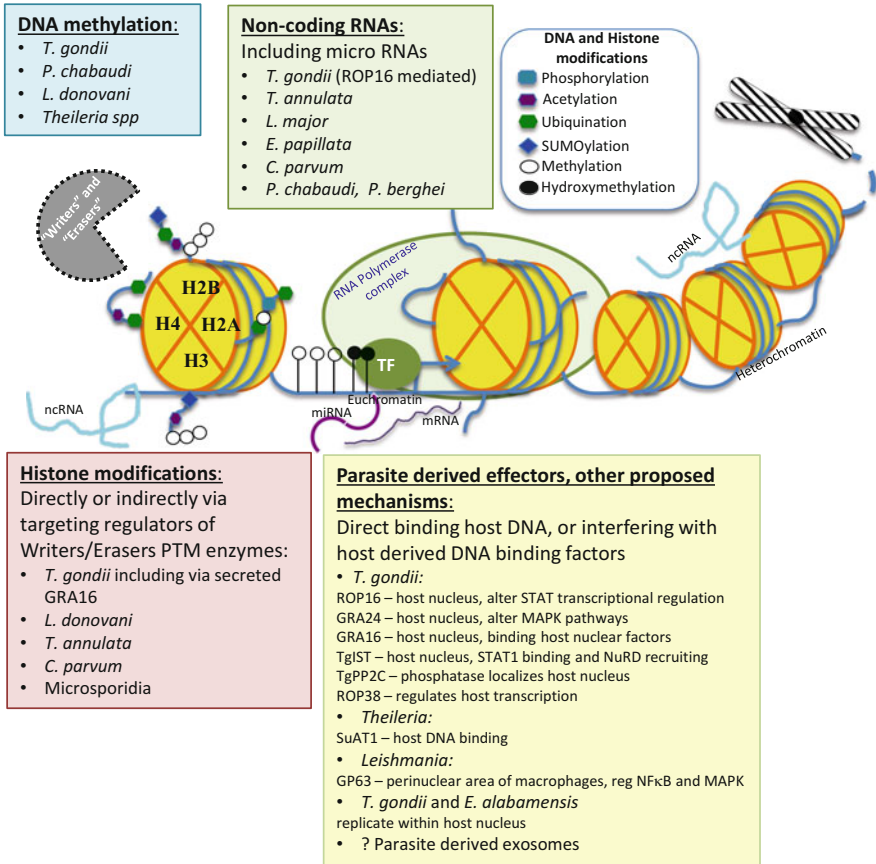 DNA methylation:
• T. gondii
• P. chabaudi
• L. donovani
• Theileria spp
Non-coding RNAs:
Including micro RNAs
• T. gondii (ROP16 mediated)
• T. annulata
• L. major
• E. papillata
• C. parvum
• P. chabaudi, P. berghei
DNA and Histone
modifications
Phosphorylation
Acetylation
Ubiquination
SUMOylation
Methylation
Hydroxymethylation
"Writers" and
"Erasers"
H2B
H4
H2A
H3
ncRNA
RNA Polymerase
complex
TF
Euchromatin
miRNA
mRNA
ncRNA
Heterochromatin
Histone modifications:
Directly or indirectly via
targeting regulators of
Writers/Erasers PTM enzymes:
• T. gondii including via secreted
GRA16
• L. donovani
• T. annulata
• C. parvum
• Microsporidia
Parasite derived effectors, other proposed
mechanisms:
Direct binding host DNA, or interfering with
host derived DNA binding factors
• T. gondii:
ROP16 – host nucleus, alter STAT transcriptional regulation
GRA24 – host nucleus, alter MAPK pathways
GRA16 – host nucleus, binding host nuclear factors
TgIST – host nucleus, STAT1 binding and NuRD recruiting
TgPP2C – phosphatase localizes host nucleus
ROP38 – regulates host transcription
• Theileria:
SuAT1 – host DNA binding
• Leishmania:
GP63 – perinuclear area of macrophages, reg NFκB and MAPK
• T. gondii and E. alabamensis
replicate within host nucleus
• ? Parasite derived exosomes